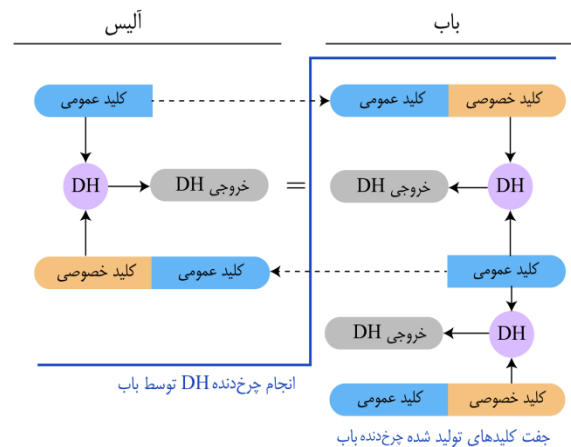 باب
آلیس
کلید خصوصی
کلید عمومی
کلید عمومی
DH
خروجی DH
=
خروجی DH
DH
کلید عمومی
کلید عمومی
کلید خصوصی
DH
خروجی DH
انجام چرخ‌دنده DH توسط باب
کلید خصوصی
کلید عمومی
جفت کلیدهای تولید شده چرخ‌دنده باب